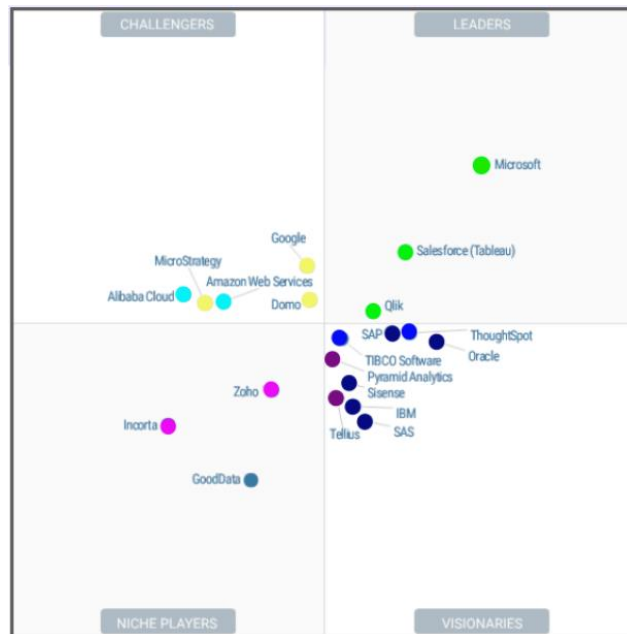 CHALLENGERS
LEADERS
Microsoft
Google
Salesforce (Tableau)
MicroStrategy
Amazon Web Services
Alibaba Cloud
Domo
Qlik
SAP
ThoughtSpot
Oracle
TIBCO Software
Pyramid Analytics
Sisense
Zoho
IBM
Incorta
Tellius
SAS
GoodData
NICHE PLAYERS
VISIONARIES